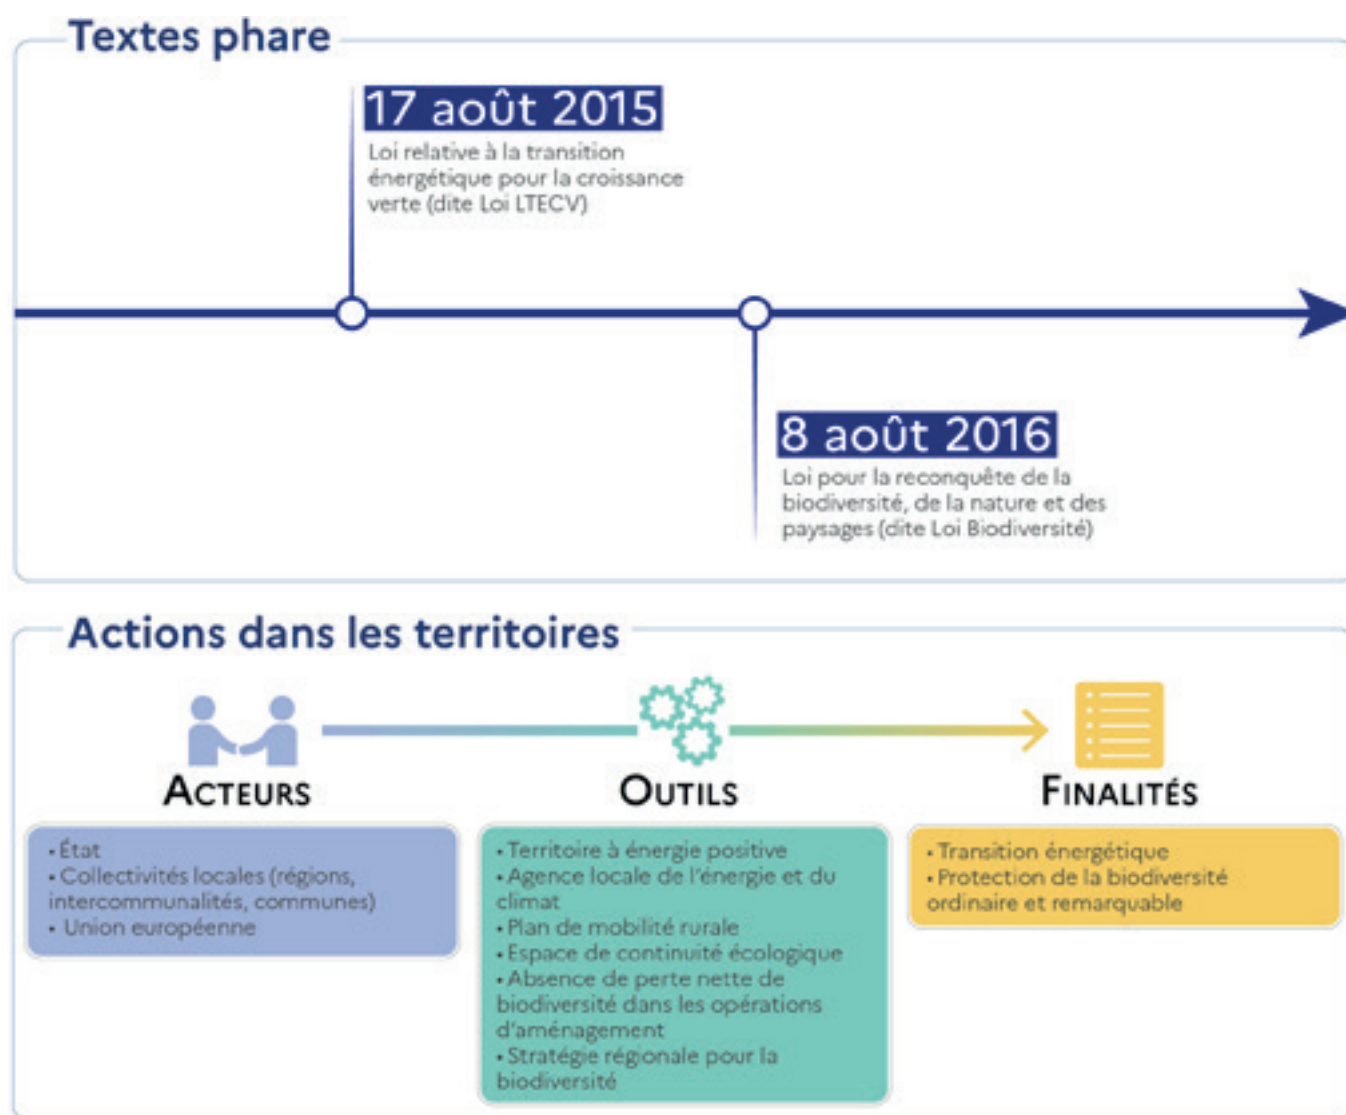 Textes phare
17 août 2015
Loi relative à la transition
énergétique pour la croissance
verte (dite Loi LTECV)
8 août 2016
Loi pour la reconquête de la
biodiversité, de la nature et des
paysages (dite Loi Biodiversité)
Actions dans les territoires
ACTEURS
• État
• Collectivités locales (régions,
intercommunalités, communes)
• Union européenne
OUTILS
• Territoire à énergie positive
• Agence locale de l'énergie et du
climat
• Plan de mobilité rurale
• Espace de continuité écologique
• Absence de perte nette de
biodiversité dans les opérations
d'aménagement
• Stratégie régionale pour la
biodiversité
FINALITÉS
• Transition énergétique
• Protection de la biodiversité
ordinaire et remarquable